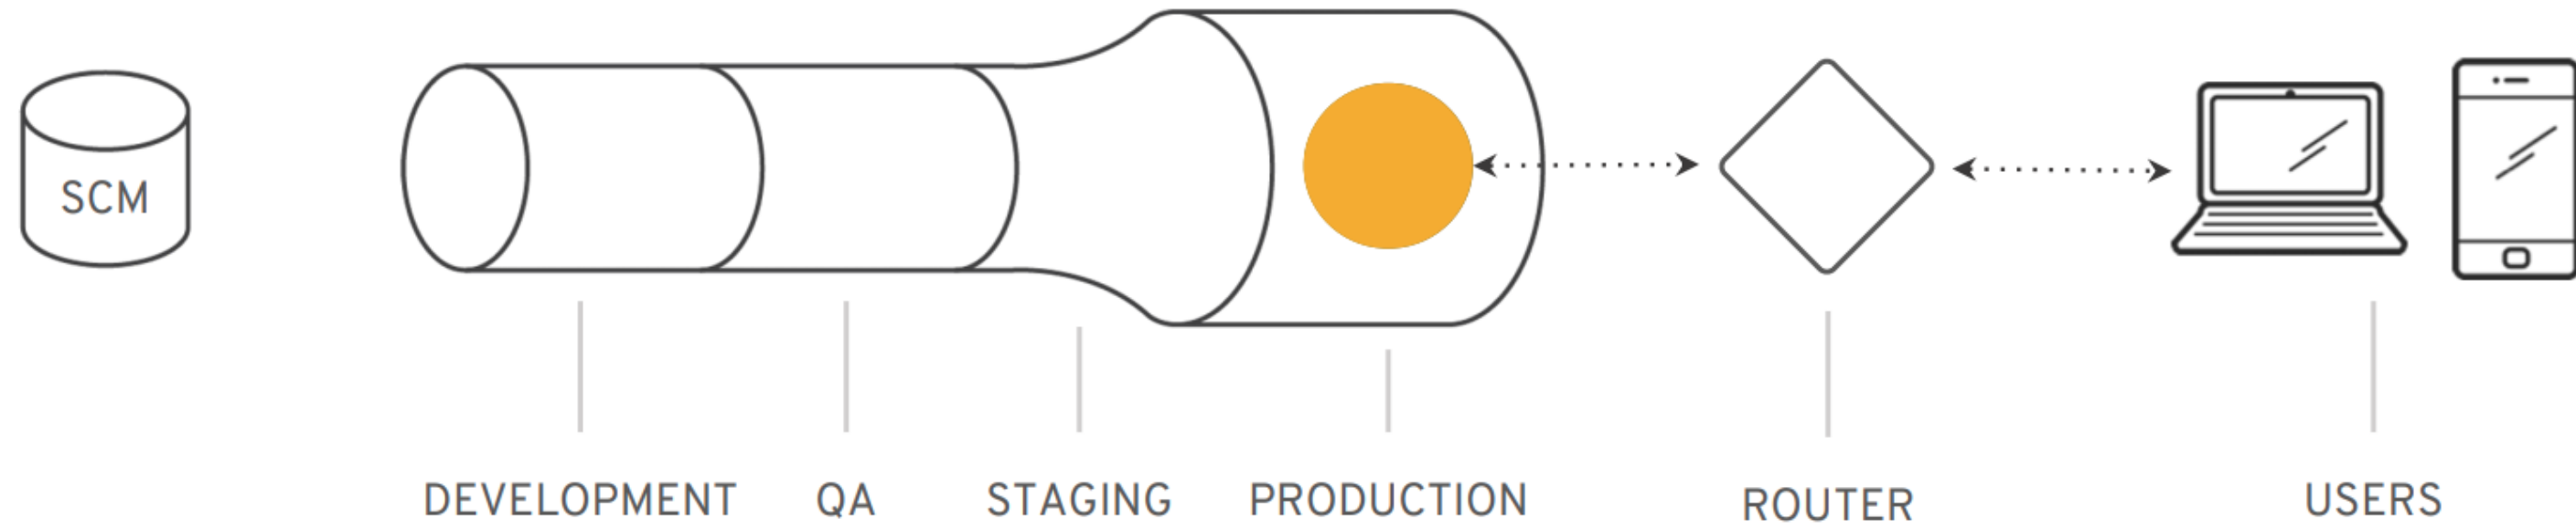 SCM
DEVELOPMENT QA STAGING PRODUCTION ROUTER USERS